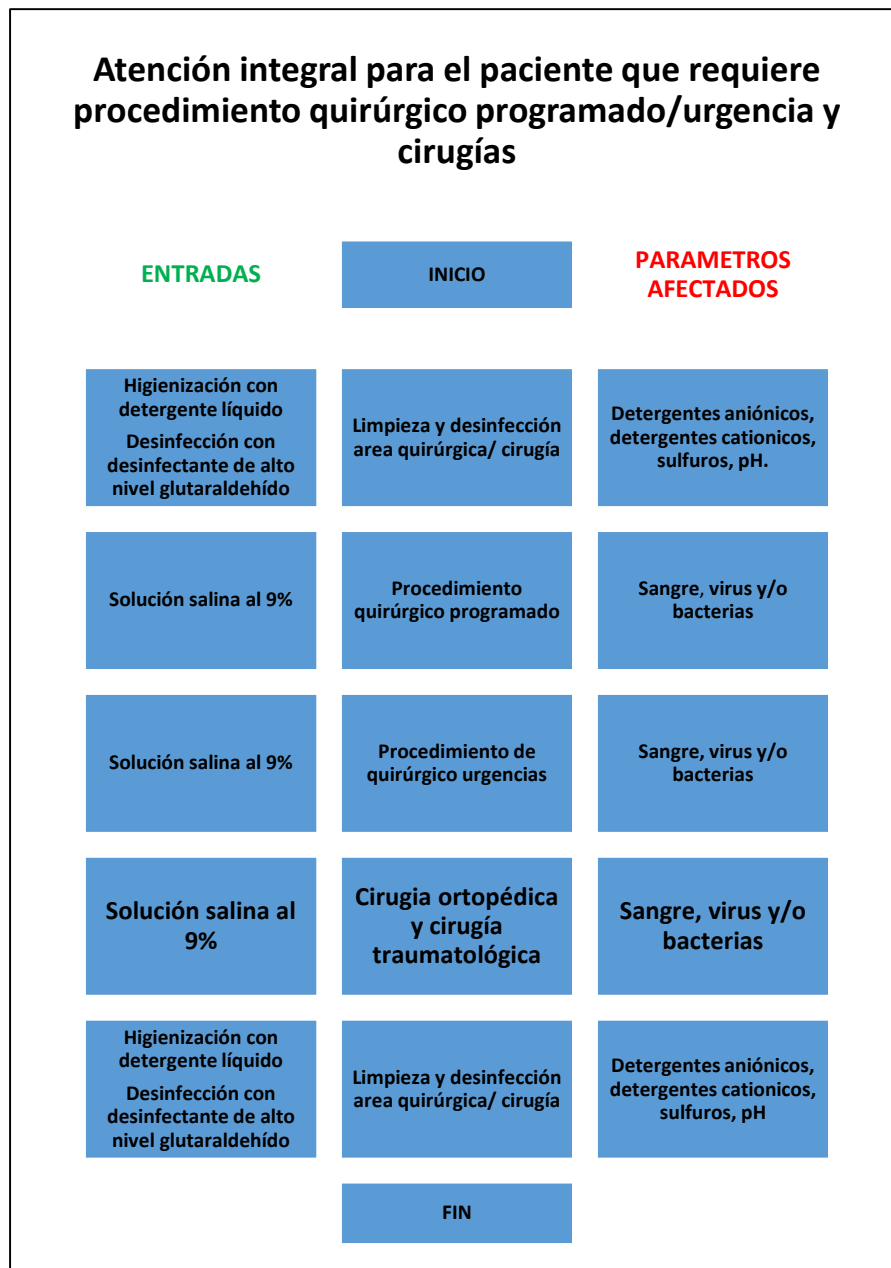 Atención integral para el paciente que requiere
procedimiento quirúrgico programado/urgencia y
cirugías
ENTRADAS
INICIO
PARAMETROS
AFECTADOS
Higienización con
detergente líquido
Desinfección con
desinfectante de alto
nivel glutaraldehído
Limpieza y desinfección
area quirúrgica/ cirugía
Detergentes aniónicos,
detergentes cationicos,
sulfuros, pH.
Solución salina al 9%
Procedimiento
quirúrgico programado
Sangre, virus y/o
bacterias
Solución salina al 9%
Procedimiento de
quirúrgico urgencias
Sangre, virus y/o
bacterias
Solución salina al
9%
Cirugia ortopédica
y cirugía
traumatológica
Sangre, virus y/o
bacterias
Higienización con
detergente líquido
Desinfección con
desinfectante de alto
nivel glutaraldehído
Limpieza y desinfección
area quirúrgica/ cirugía
Detergentes aniónicos,
detergentes cationicos,
sulfuros, pH
FIN